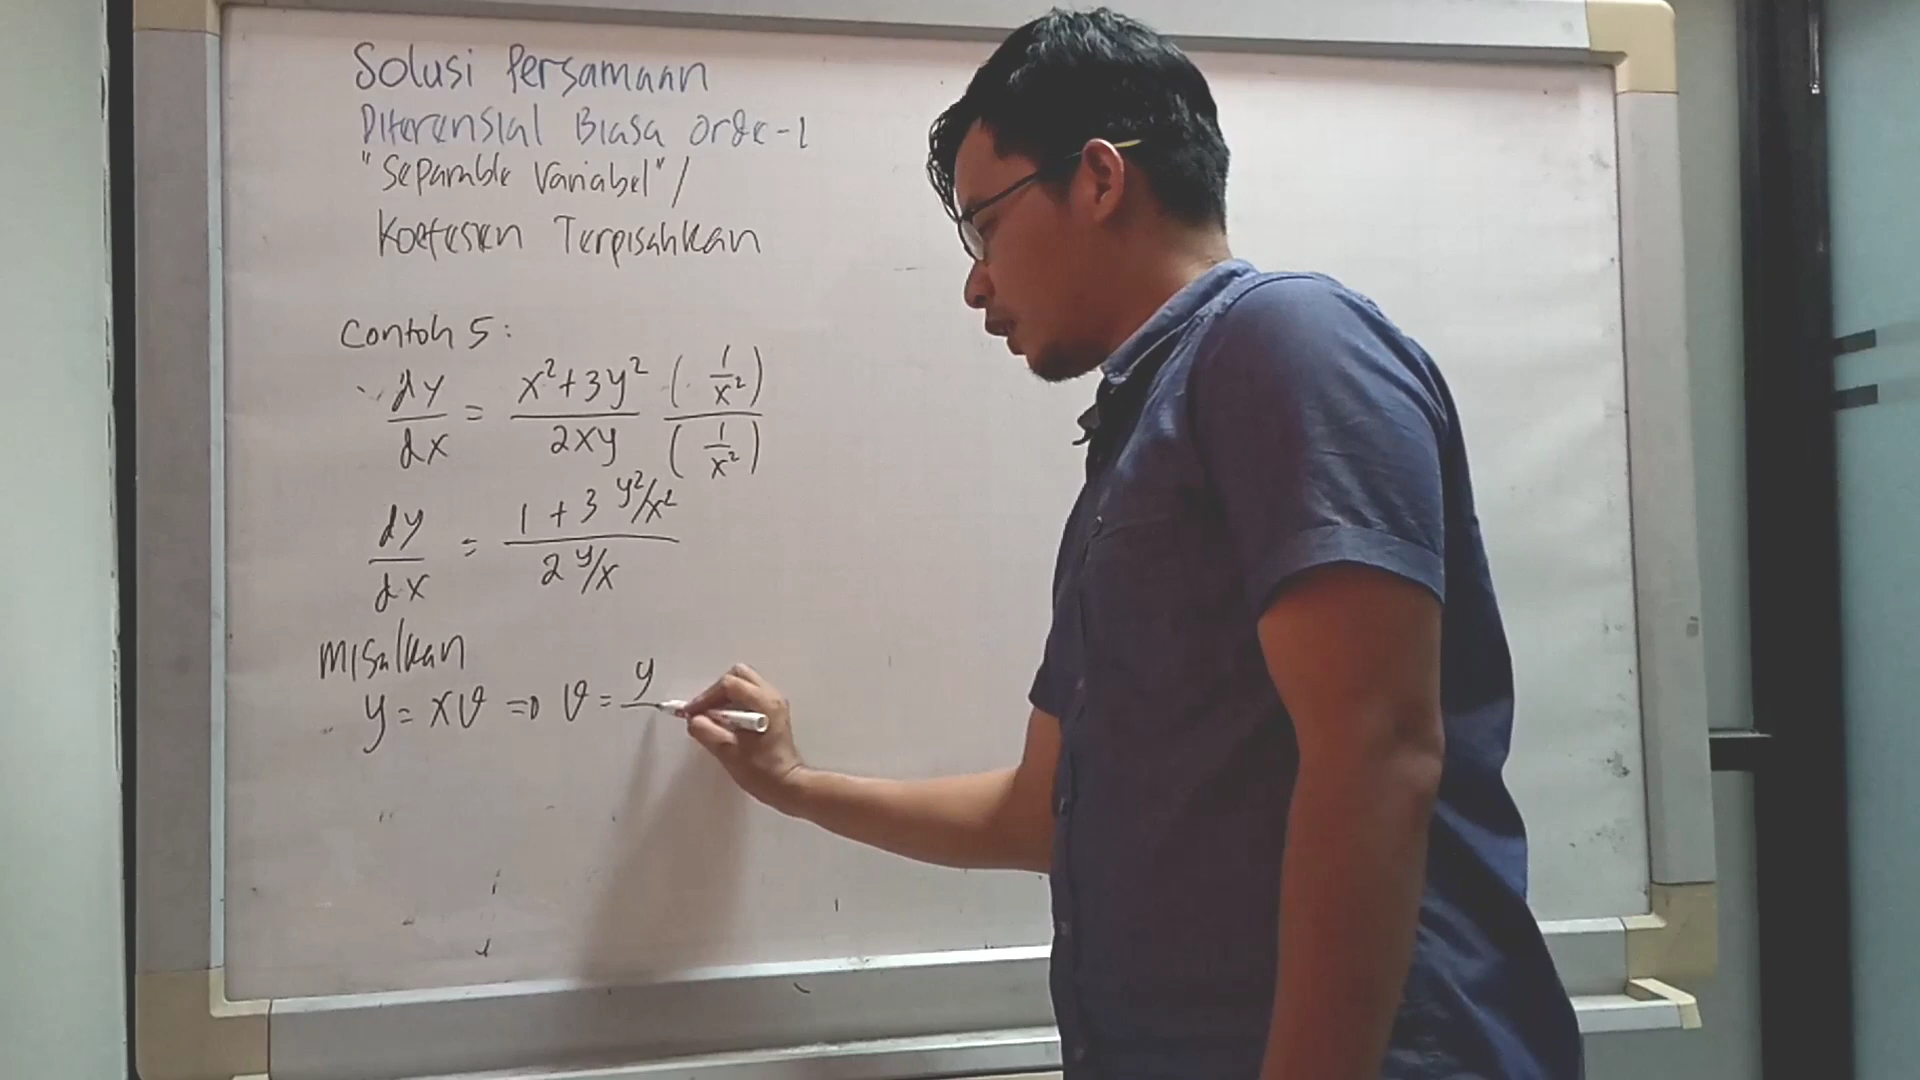 Solusi Persamaan
Diferensial Biasa Orde-1
"Separable Variabel" /
Koefesien Terpisahkan
Contoh 5:
dy/dx = (x²+3y²)/(2xy) (1/x²)/(1/x²)
dy/dx = (1 + 3 y²/x²)/(2 y/x)
Misalkan
y = xv => v = y/